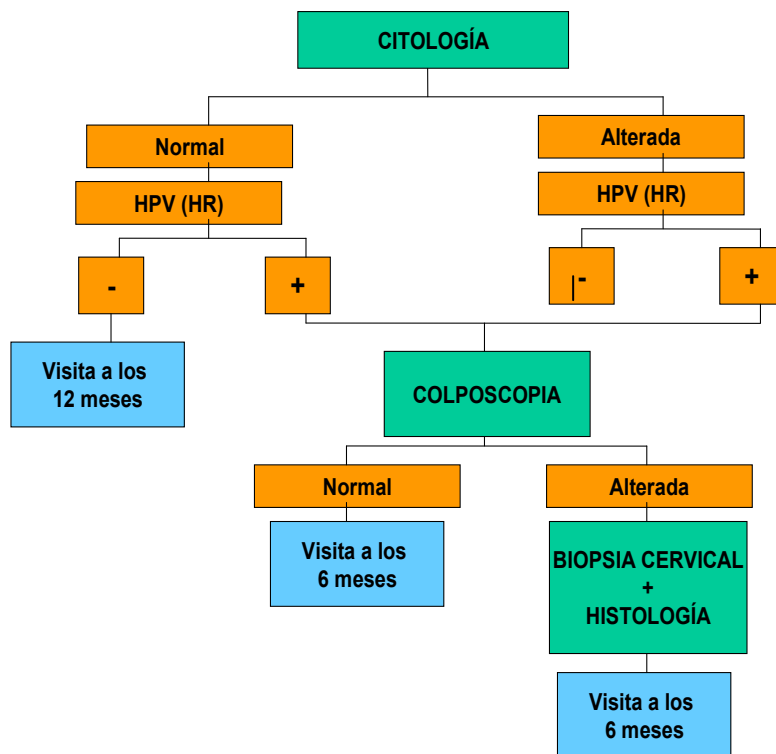 CITOLOGÍA
Normal
Alterada
HPV (HR)
HPV (HR)
-
+
-
+
Visita a los
12 meses
COLPOSCOPIA
Normal
Alterada
Visita a los
6 meses
BIOPSIA CERVICAL
+
HISTOLOGÍA
Visita a los
6 meses